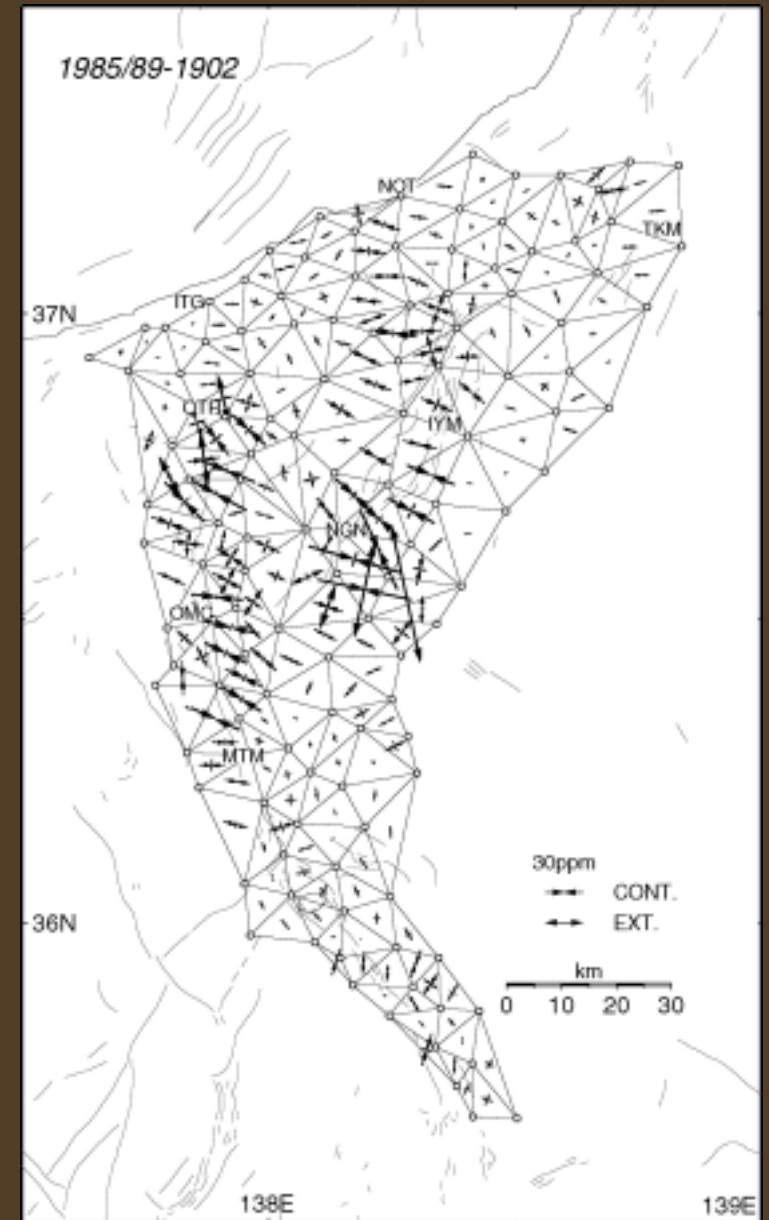 1985/89-1902
NOT
TKM
ITG
37N
OTR
IYM
NGN
OMC
MTM
30ppm
CONT.
EXT.
36N
km
0 10 20 30
138E
139E